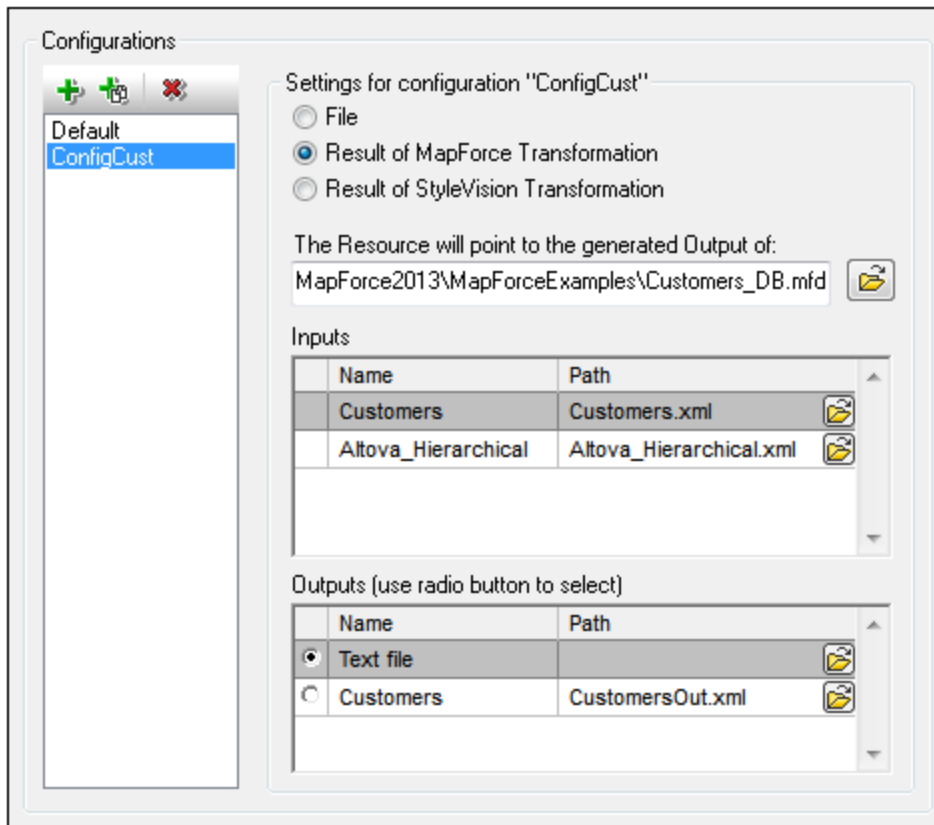 Configurations
Default
ConfigCust
Settings for configuration "ConfigCust"
File
Result of MapForce Transformation
Result of StyleVision Transformation
The Resource will point to the generated Output of:
MapForce2013\MapForceExamples\Customers_DB.mfd
Inputs
Name Path
Customers Customers.xml
Altova_Hierarchical Altova_Hierarchical.xml
Outputs (use radio button to select)
Name Path
Text file
Customers CustomersOut.xml